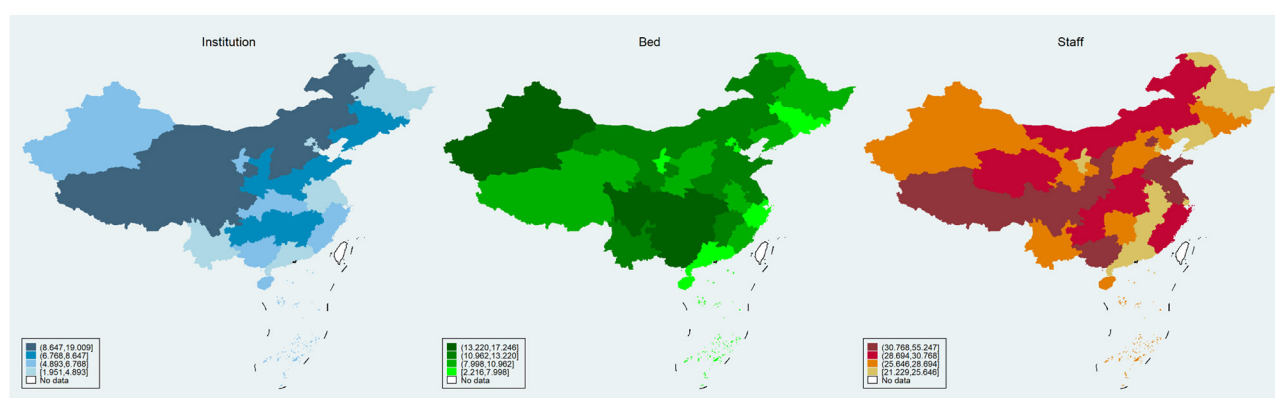 Institution
(8.647,19.009]
(6.768,8.647]
(4.893,6.768]
[1.951,4.893]
No data
Bed
(13.220,17.246]
(10.962,13.220]
(7.998,10.962]
[2.216,7.998]
No data
Staff
(30.768,55.247]
(28.694,30.768]
(25.646,28.694]
[21.229,25.646]
No data